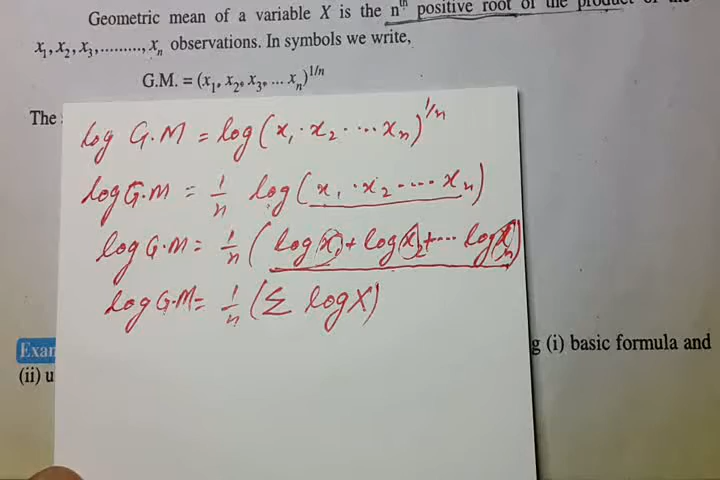 Geometric mean of a variable X is the nth positive root of the product of the
x₁, x₂, x₃,.........., xₙ observations. In symbols we write,
G.M. = (x₁, x₂, x₃, ... xₙ)^1/n
The
log G.M = log(x₁ · x₂ · ... xₙ)^1/n
log G.M = 1/n log(x₁ · x₂ · ... xₙ)
log G.M = 1/n (log x₁ + log x₂ + ... log xₙ)
log G.M = 1/n (Σ log X)
Exam
g (i) basic formula and
(ii) u